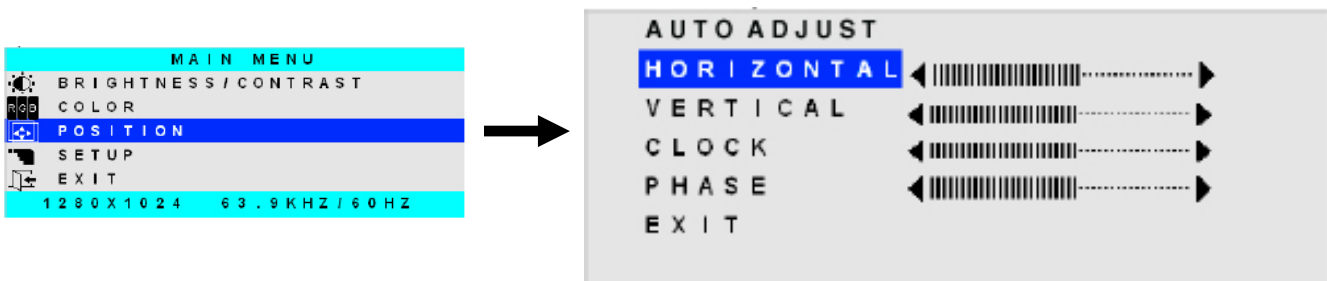 MAIN MENU
BRIGHTNESS/CONTRAST
RGB COLOR
POSITION
SETUP
EXIT
1280X1024 63.9KHZ/60HZ
AUTO ADJUST
HORIZONTAL
VERTICAL
CLOCK
PHASE
EXIT